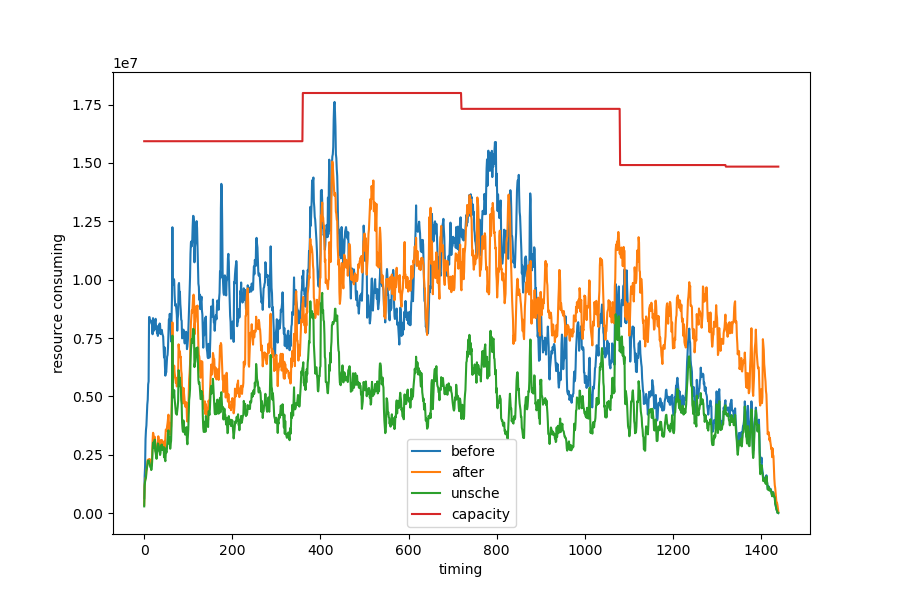 1e7
resource consuming
1.75
1.50
1.25
1.00
0.75
0.50
0.25
0.00
before
after
unsche
capacity
0 200 400 600 800 1000 1200 1400
timing